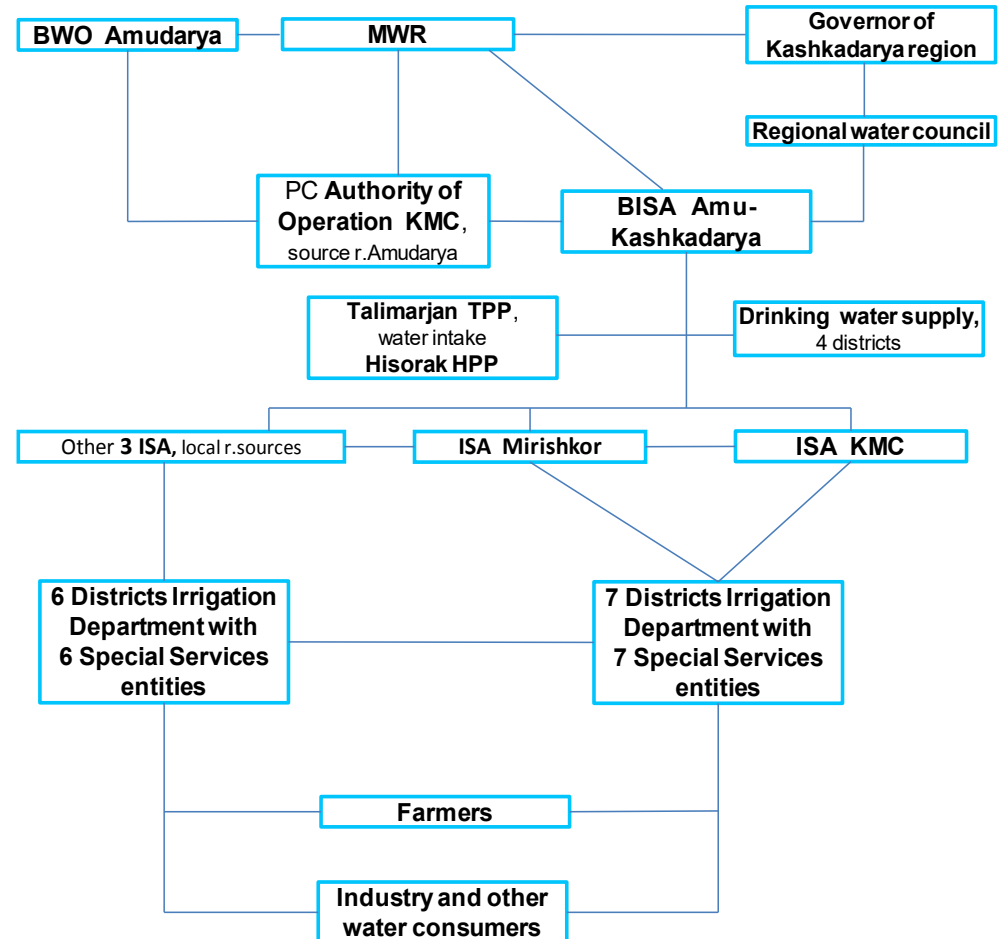 BWO Amudarya
MWR
Governor of
Kashkadarya region
Regional water council
PC Authority of
Operation KMC,
source r.Amudarya
BISA Amu-
Kashkadarya
Talimarjan TPP,
water intake
Hisorak HPP
Drinking water supply,
4 districts
Other 3 ISA, local r.sources
ISA Mirishkor
ISA KMC
6 Districts Irrigation
Department with
6 Special Services
entities
7 Districts Irrigation
Department with
7 Special Services
entities
Farmers
Industry and other
water consumers